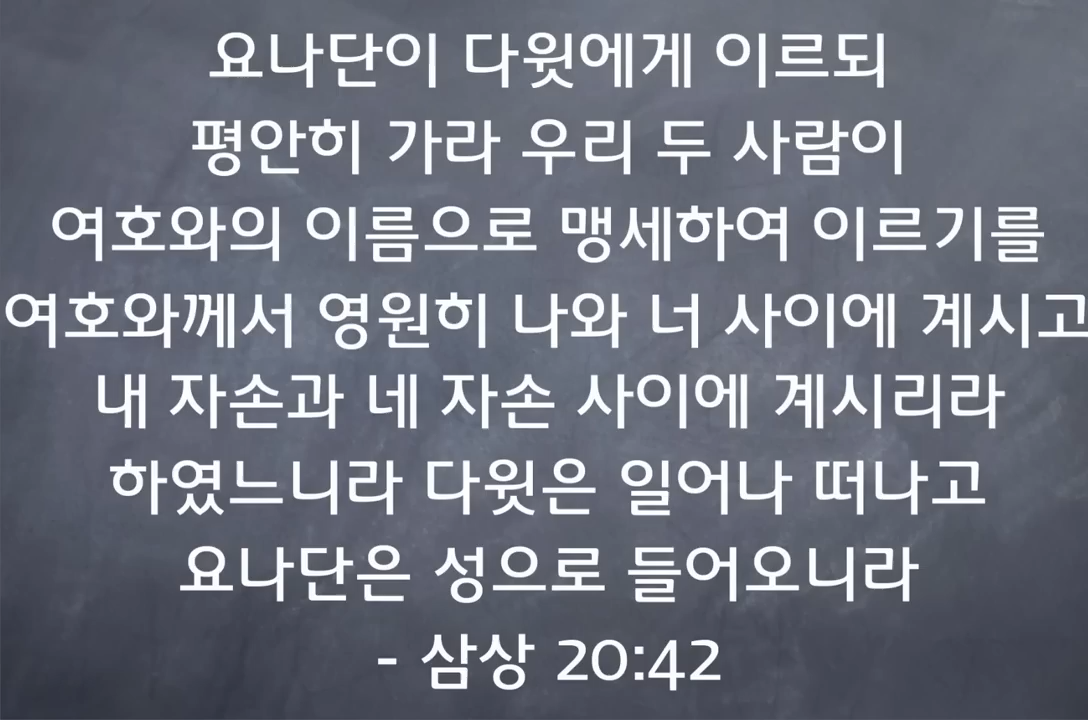 요나단이 다윗에게 이르되
평안히 가라 우리 두 사람이
여호와의 이름으로 맹세하여 이르기를
여호와께서 영원히 나와 너 사이에 계시고
내 자손과 네 자손 사이에 계시리라
하였느니라 다윗은 일어나 떠나고
요나단은 성으로 들어오니라
- 삼상 20:42